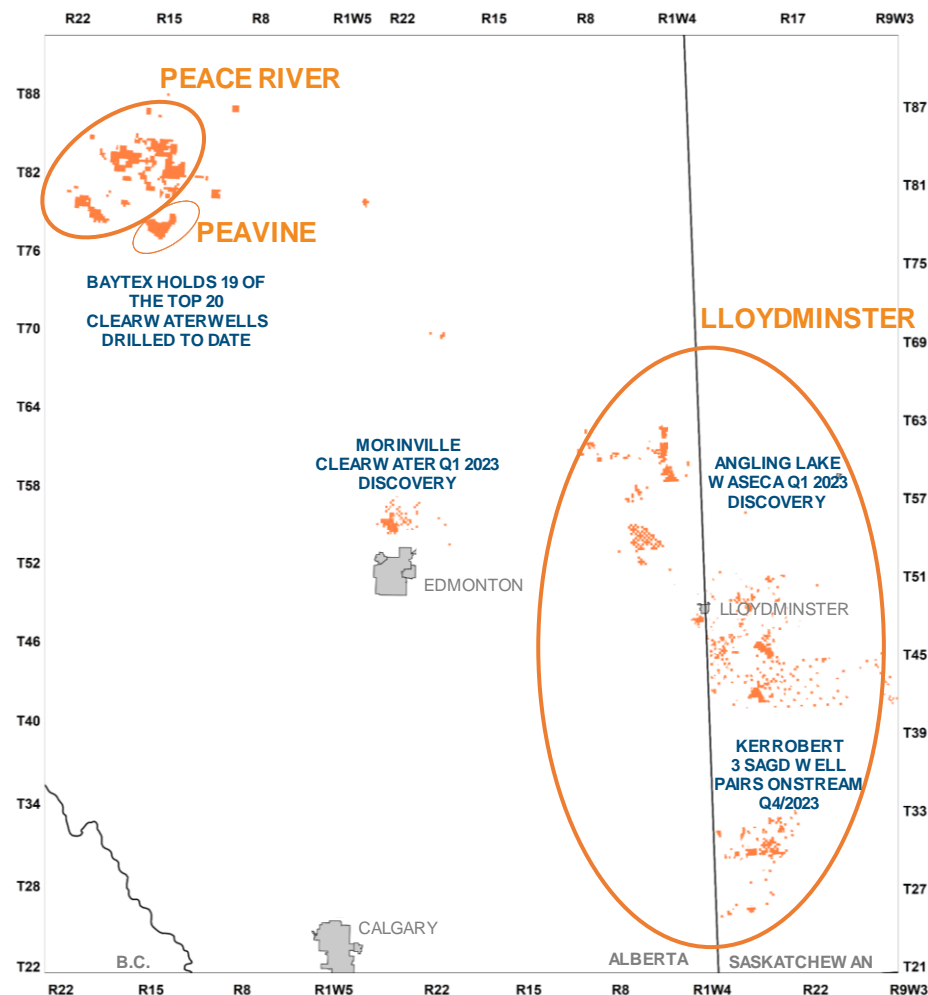 R22 R15 R8 R1W5 R22 R15 R8 R1W4 R17 R9W3
PEACE RIVER
T88
T87
T82
T81
PEAVINE
T76
T75
BAYTEX HOLDS 19 OF
THE TOP 20
CLEARW ATERWELLS
DRILLED TO DATE
LLOYDMINSTER
T70
T69
T64
T63
MORINVILLE
CLEARW ATER Q1 2023
DISCOVERY
ANGLING LAKE
W ASECA Q1 2023
DISCOVERY
T58
T57
T52
T51
EDMONTON
LLOYDMINSTER
T46
T45
T40
T39
KERROBERT
3 SAGD W ELL
PAIRS ONSTREAM
Q4/2023
T34
T33
T28
T27
CALGARY
T22
B.C.
ALBERTA
SASKATCHEW AN
T21
R22 R15 R8 R1W5 R22 R15 R8 R1W4 R17 R9W3